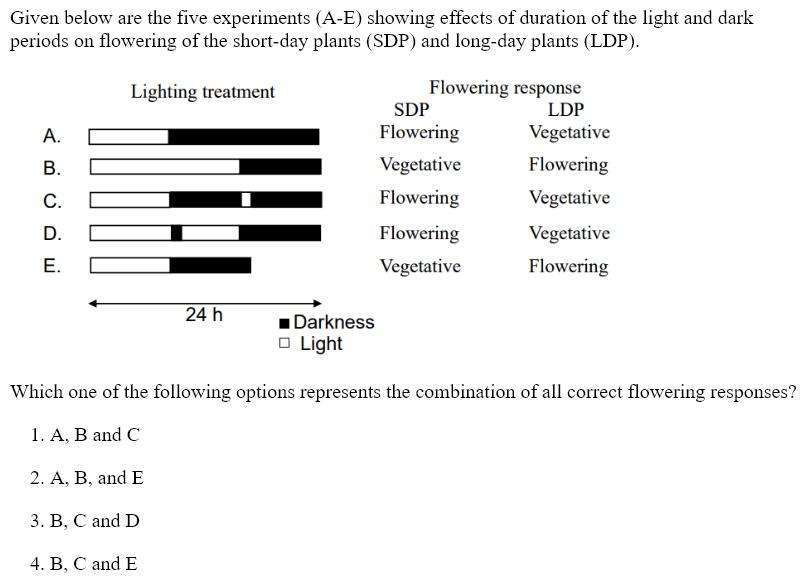 Given below are the five experiments (A-E) showing effects of duration of the light and dark
periods on flowering of the short-day plants (SDP) and long-day plants (LDP).
Lighting treatment Flowering response
SDP LDP
A. Flowering Vegetative
B. Vegetative Flowering
C. Flowering Vegetative
D. Flowering Vegetative
E. Vegetative Flowering
24 h
Darkness
Light
Which one of the following options represents the combination of all correct flowering responses?
1. A, B and C
2. A, B, and E
3. B, C and D
4. B, C and E